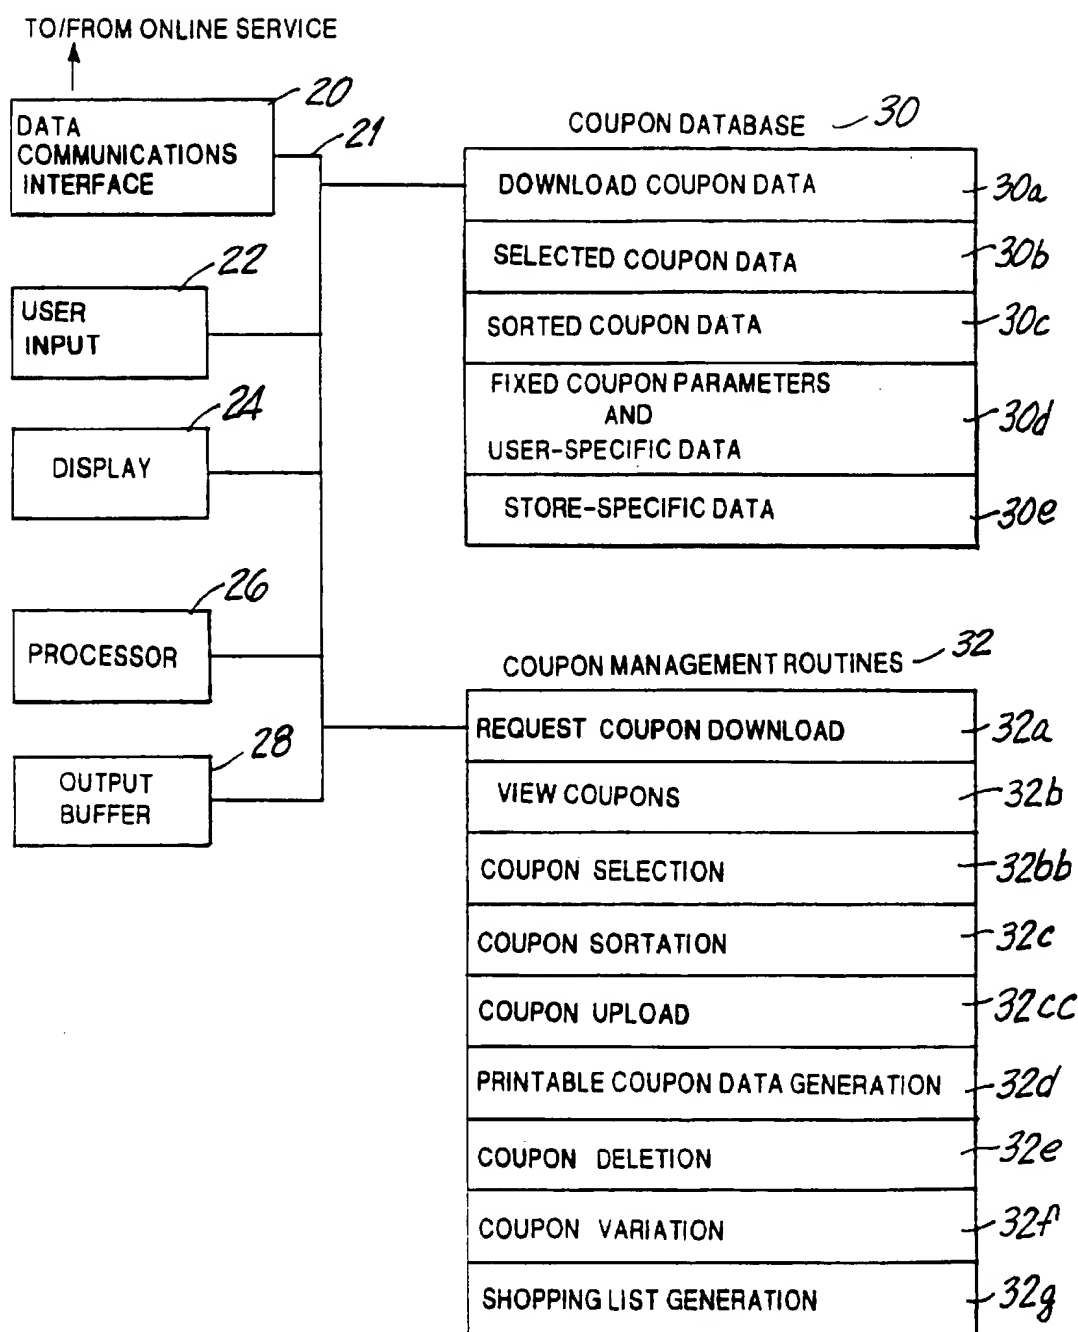 TO/FROM ONLINE SERVICE
20
DATA
COMMUNICATIONS
INTERFACE
21
22
USER
INPUT
24
DISPLAY
26
PROCESSOR
28
OUTPUT
BUFFER
COUPON DATABASE 30
DOWNLOAD COUPON DATA 30a
SELECTED COUPON DATA 30b
SORTED COUPON DATA 30c
FIXED COUPON PARAMETERS
AND
USER-SPECIFIC DATA 30d
STORE-SPECIFIC DATA 30e
COUPON MANAGEMENT ROUTINES 32
REQUEST COUPON DOWNLOAD 32a
VIEW COUPONS 32b
COUPON SELECTION 32bb
COUPON SORTATION 32c
COUPON UPLOAD 32cc
PRINTABLE COUPON DATA GENERATION 32d
COUPON DELETION 32e
COUPON VARIATION 32f
SHOPPING LIST GENERATION 32g